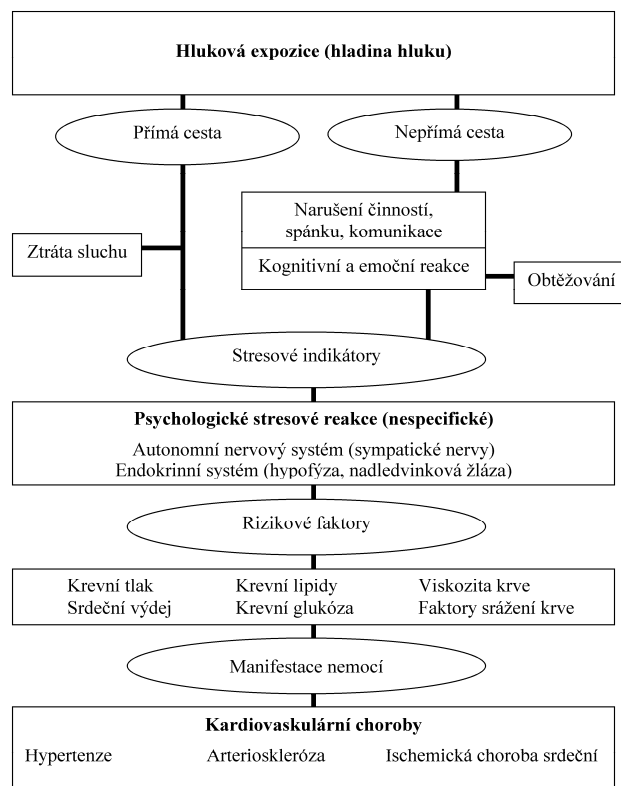 Hluková expozice (hladina hluku)
Přímá cesta
Nepřímá cesta
Narušení činností,
spánku, komunikace
Ztráta sluchu
Kognitivní a emoční reakce
Obtěžování
Stresové indikátory
Psychologické stresové reakce (nespecifické)
Autonomní nervový systém (sympatické nervy)
Endokrinní systém (hypofýza, nadledvinková žláza)
Rizikové faktory
Krevní tlak Krevní lipidy Viskozita krve
Srdeční výdej Krevní glukóza Faktory srážení krve
Manifestace nemocí
Kardiovaskulární choroby
Hypertenze Arterioskleróza Ischemická choroba srdeční